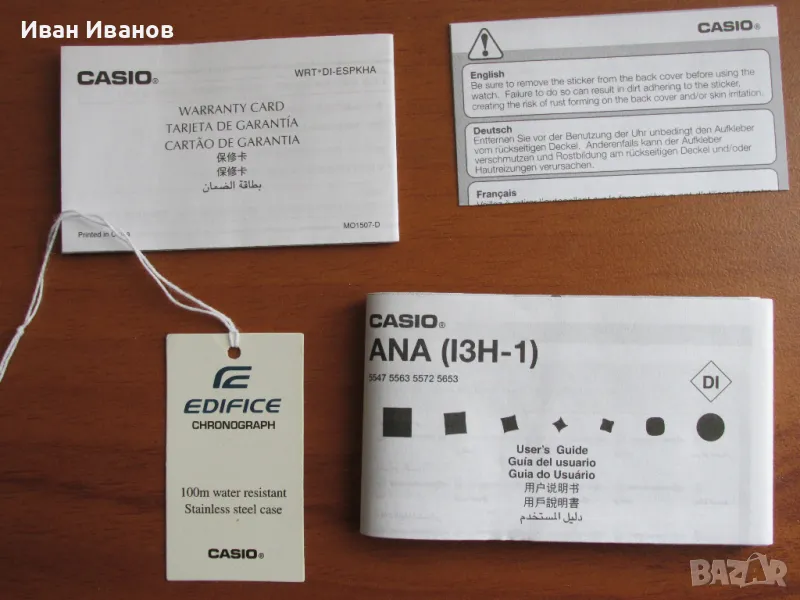 Иван Иванов
CASIO®
WRT*DI-ESPKHA
WARRANTY CARD
TARJETA DE GARANTÍA
CARTÃO DE GARANTIA
保修卡
保修卡
بطاقة الضمان
Printed in
MO1507-D
CASIO®
English
Be sure to remove the sticker from the back cover before using the
watch. Failure to do so can result in dirt adhering to the sticker,
creating the risk of rust forming on the back cover and/or skin irritation.
Deutsch
Entfernen Sie vor der Benutzung der Uhr unbedingt den Aufkleber
vom rückseitigen Deckel. Anderenfalls kann der Aufkleber
verschmutzen und Rostbildung am rückseitigen Deckel und/oder
Hautreizungen verursachen.
Français
EDIFICE
CHRONOGRAPH
100m water resistant
Stainless steel case
CASIO®
CASIO®
ANA (I3H-1)
5547 5563 5572 5653
DI
User's Guide
Guía del usuario
Guia do Usuário
用户说明书
用戶說明書
دليل المستخدم
BAZAR